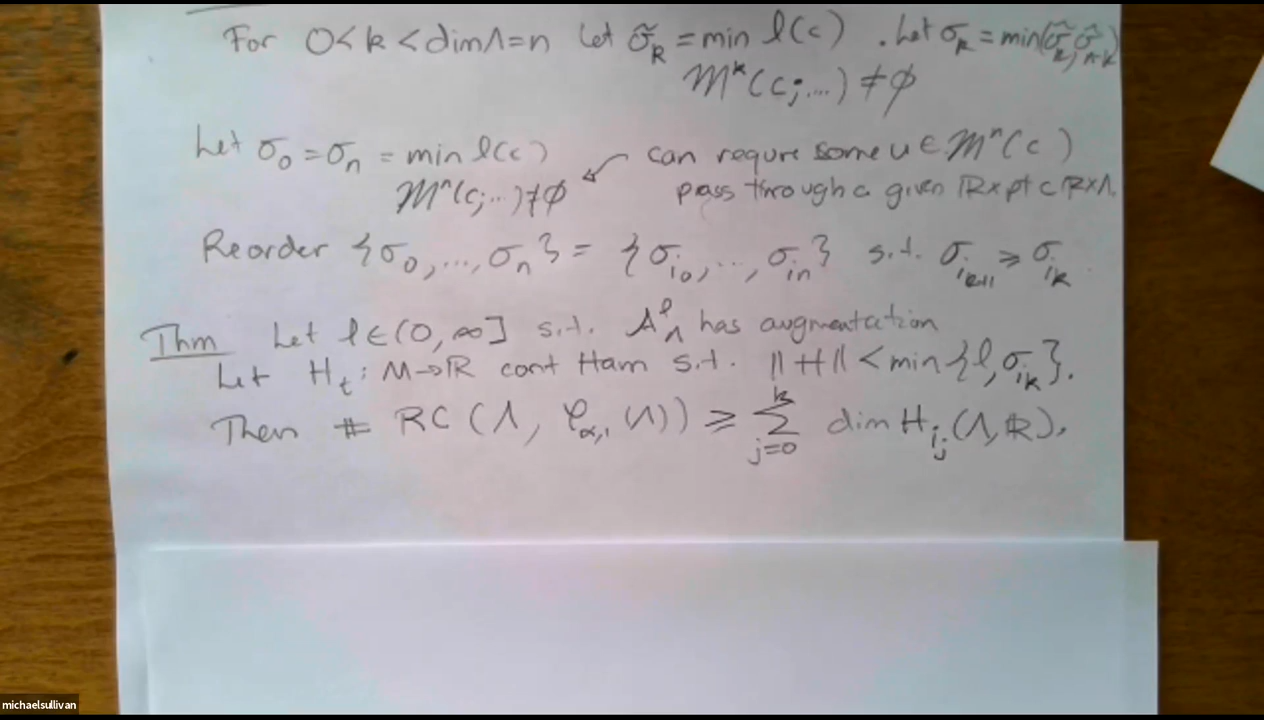 For 0<k<dimΛ=n Let σ̃_k = min l(c) . Let σ_k = min(σ̃_k, σ̃_{n-k})
M^k(c;...) ≠ ∅
Let σ_0 = σ_n = min l(c) can requre some u ∈ M^n(c)
M^n(c;...) ≠ ∅ pass through a given ℝ×pt ⊂ ℝ×Λ.
Reorder {σ_0,...,σ_n} = {σ_{i_0},...,σ_{i_n}} s.t. σ_{i_{k+1}} ≥ σ_{i_k}
Thm Let l ∈ (0,∞] s.t. A^l_Λ has augmentation
Let H_t: M→ℝ cont Ham s.t. ||H|| < min{l, σ_{i_k}}.
Then # RC(Λ, φ_{α,1}(Λ)) ≥ Σ_{j=0}^{k} dim H_{i_j}(Λ,ℝ).
michaelsullivan